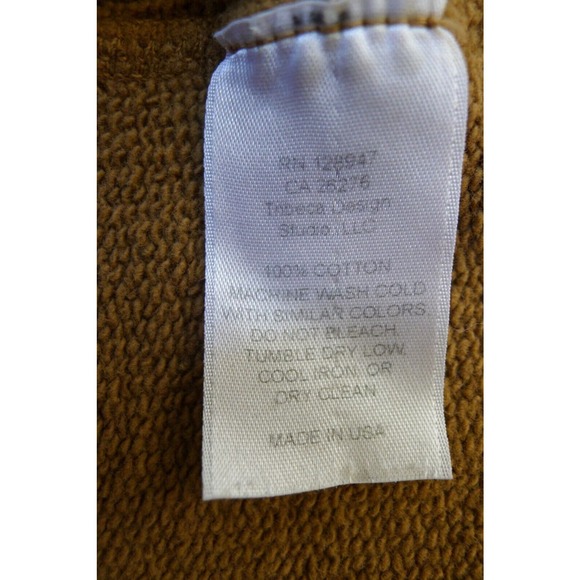 RN 128947
CA 26276
Tribeca Design
Studio, LLC
100% COTTON
MACHINE WASH COLD
WITH SIMILAR COLORS
DO NOT BLEACH,
TUMBLE DRY LOW,
COOL IRON, OR
DRY CLEAN
MADE IN USA